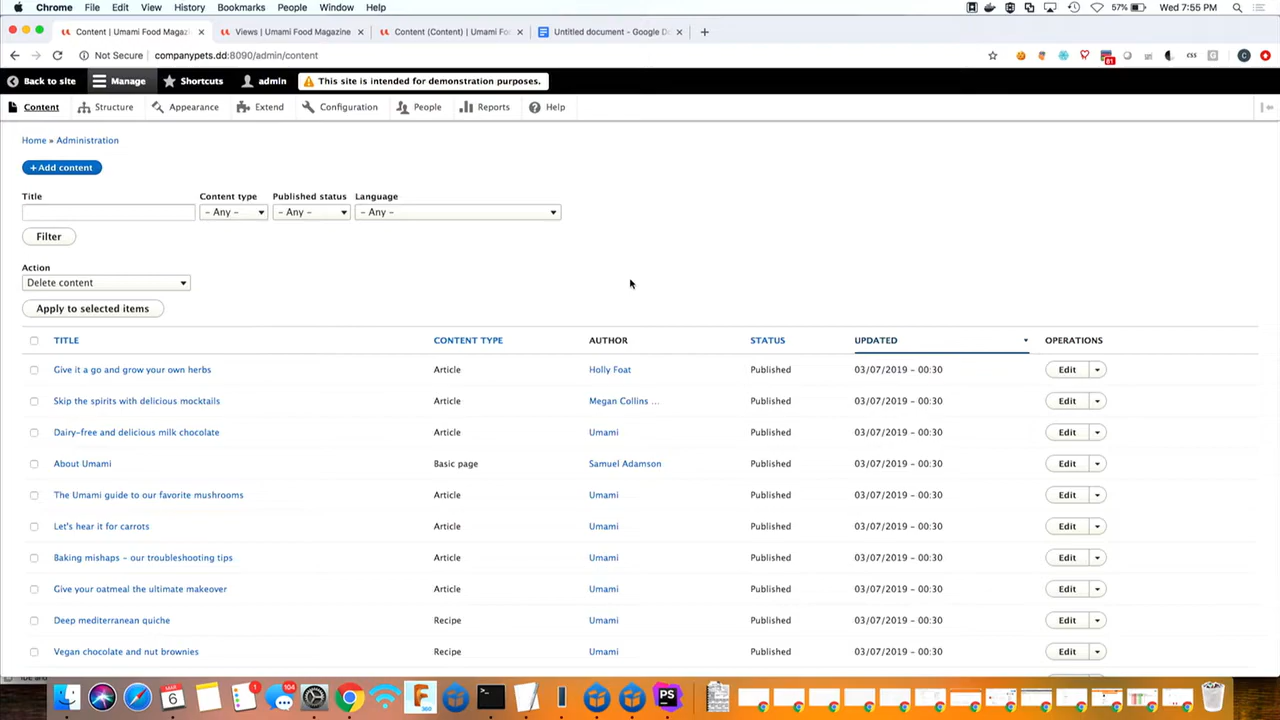 Chrome File Edit View History Bookmarks People Window Help 57% Wed 7:55 PM
Content | Umami Food Magazi Views | Umami Food Magazine Content (Content) | Umami Fo Untitled document - Google Do
Not Secure companypets.dd:8090/admin/content
81 CSS C
Back to site Manage Shortcuts admin This site is intended for demonstration purposes.
Content Structure Appearance Extend Configuration People Reports Help
Home » Administration
+ Add content
Title Content type Published status Language
- Any - - Any - - Any -
Filter
Action
Delete content
Apply to selected items
TITLE CONTENT TYPE AUTHOR STATUS UPDATED OPERATIONS
Give it a go and grow your own herbs Article Holly Foat Published 03/07/2019 - 00:30 Edit
Skip the spirits with delicious mocktails Article Megan Collins ... Published 03/07/2019 - 00:30 Edit
Dairy-free and delicious milk chocolate Article Umami Published 03/07/2019 - 00:30 Edit
About Umami Basic page Samuel Adamson Published 03/07/2019 - 00:30 Edit
The Umami guide to our favorite mushrooms Article Umami Published 03/07/2019 - 00:30 Edit
Let's hear it for carrots Article Umami Published 03/07/2019 - 00:30 Edit
Baking mishaps - our troubleshooting tips Article Umami Published 03/07/2019 - 00:30 Edit
Give your oatmeal the ultimate makeover Article Umami Published 03/07/2019 - 00:30 Edit
Deep mediterranean quiche Recipe Umami Published 03/07/2019 - 00:30 Edit
Vegan chocolate and nut brownies Recipe Umami Published 03/07/2019 - 00:30 Edit
6 1 104 F 360 PS